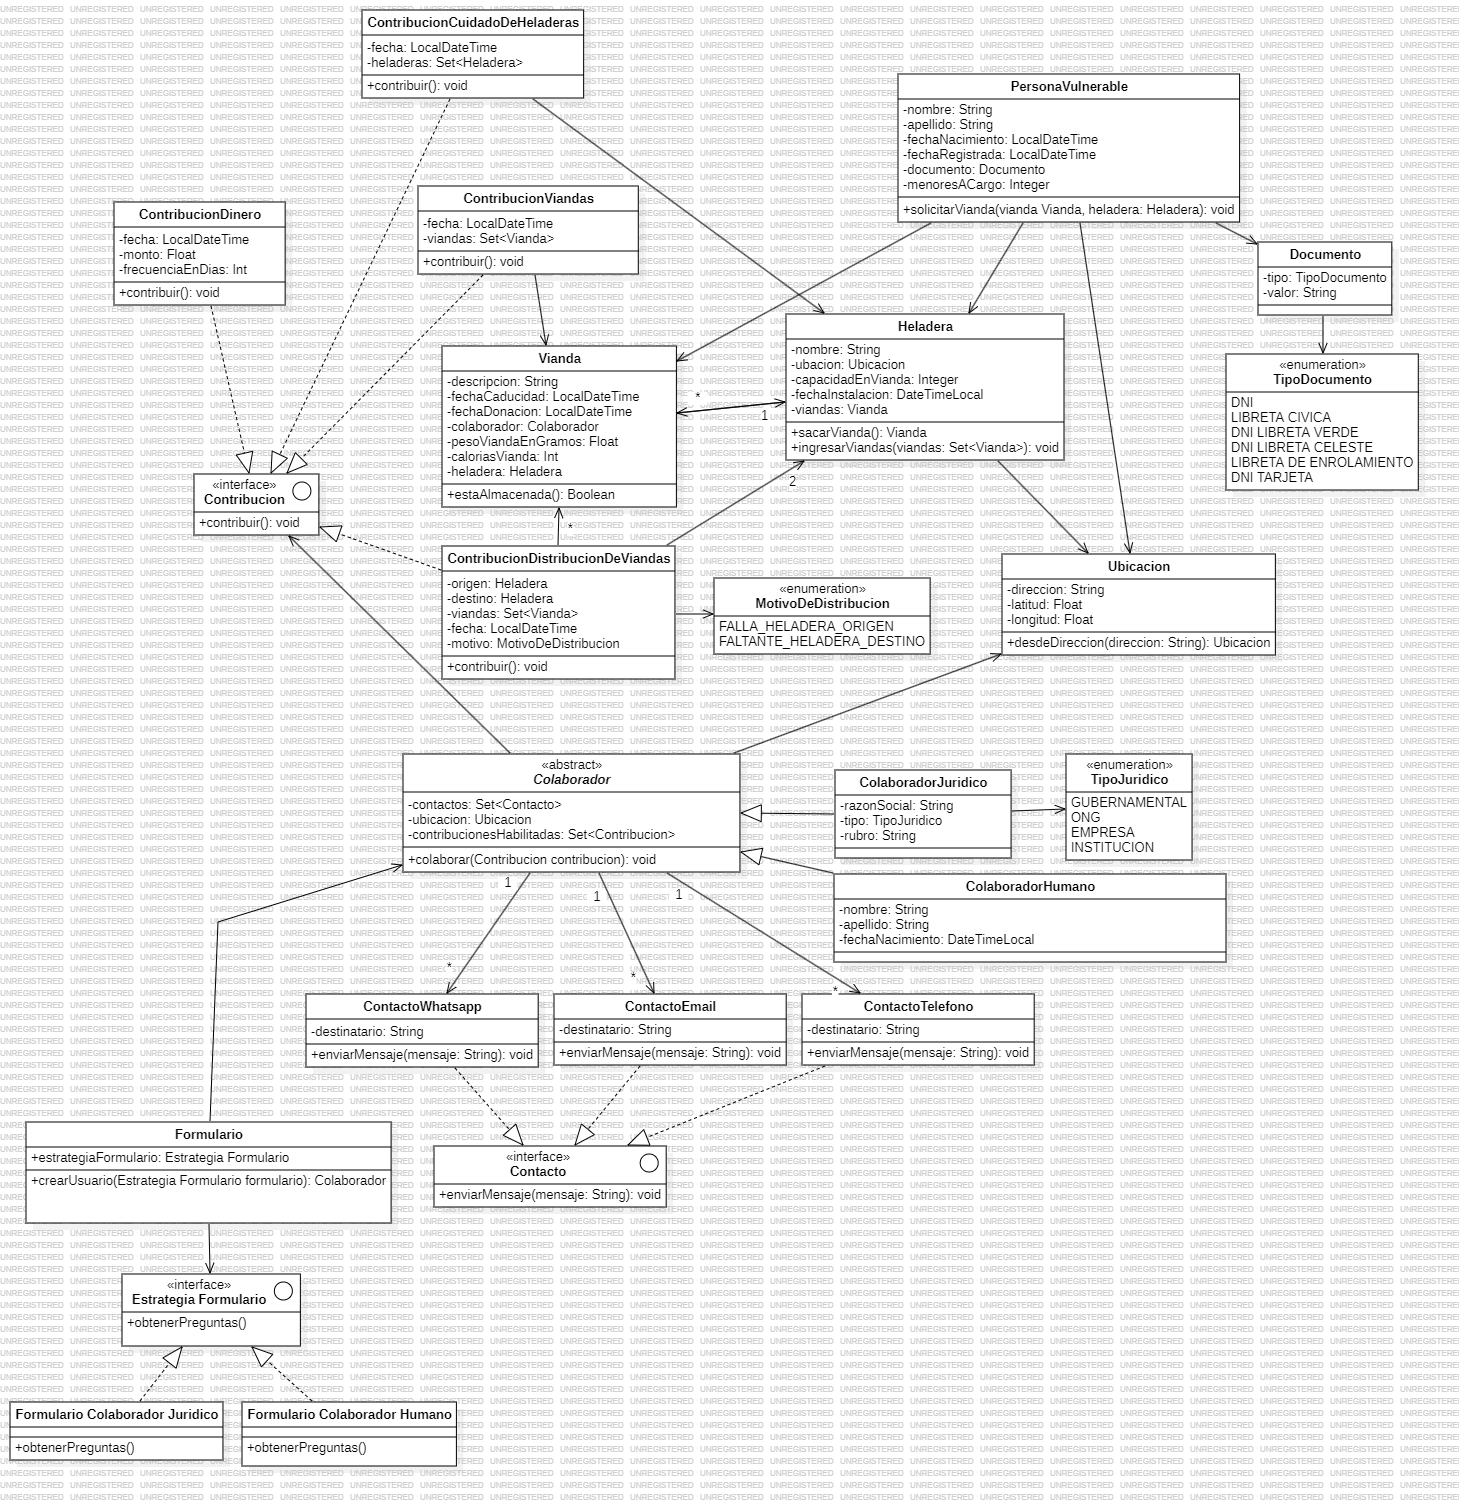 ContribucionCuidadoDeHeladeras
-fecha: LocalDateTime
-heladeras: Set<Heladera>
+contribuir(): void
PersonaVulnerable
-nombre: String
-apellido: String
-fechaNacimiento: LocalDateTime
-fechaRegistrada: LocalDateTime
-documento: Documento
-menoresACargo: Integer
+solicitarVianda(vianda Vianda, heladera: Heladera): void
ContribucionDinero
-fecha: LocalDateTime
-monto: Float
-frecuenciaEnDias: Int
+contribuir(): void
ContribucionViandas
-fecha: LocalDateTime
-viandas: Set<Vianda>
+contribuir(): void
Documento
-tipo: TipoDocumento
-valor: String
Vianda
-descripcion: String
-fechaCaducidad: LocalDateTime
-fechaDonacion: LocalDateTime
-colaborador: Colaborador
-pesoViandaEnGramos: Float
-caloriasVianda: Int
-heladera: Heladera
+estaAlmacenada(): Boolean
*
1
Heladera
-nombre: String
-ubacion: Ubicacion
-capacidadEnVianda: Integer
-fechaInstalacion: DateTimeLocal
-viandas: Vianda
+sacarVianda(): Vianda
+ingresarViandas(viandas: Set<Vianda>): void
«enumeration»
TipoDocumento
DNI
LIBRETA CIVICA
DNI LIBRETA VERDE
DNI LIBRETA CELESTE
LIBRETA DE ENROLAMIENTO
DNI TARJETA
«interface»
Contribucion
+contribuir(): void
*
2
ContribucionDistribucionDeViandas
-origen: Heladera
-destino: Heladera
-viandas: Set<Vianda>
-fecha: LocalDateTime
-motivo: MotivoDeDistribucion
+contribuir(): void
«enumeration»
MotivoDeDistribucion
FALLA_HELADERA_ORIGEN
FALTANTE_HELADERA_DESTINO
Ubicacion
-direccion: String
-latitud: Float
-longitud: Float
+desdeDireccion(direccion: String): Ubicacion
«abstract»
Colaborador
-contactos: Set<Contacto>
-ubicacion: Ubicacion
-contribucionesHabilitadas: Set<Contribucion>
+colaborar(Contribucion contribucion): void
ColaboradorJuridico
-razonSocial: String
-tipo: TipoJuridico
-rubro: String
«enumeration»
TipoJuridico
GUBERNAMENTAL
ONG
EMPRESA
INSTITUCION
ColaboradorHumano
-nombre: String
-apellido: String
-fechaNacimiento: DateTimeLocal
1
1
1
*
*
*
ContactoWhatsapp
-destinatario: String
+enviarMensaje(mensaje: String): void
ContactoEmail
-destinatario: String
+enviarMensaje(mensaje: String): void
ContactoTelefono
-destinatario: String
+enviarMensaje(mensaje: String): void
Formulario
+estrategiaFormulario: Estrategia Formulario
+crearUsuario(Estrategia Formulario formulario): Colaborador
«interface»
Contacto
+enviarMensaje(mensaje: String): void
«interface»
Estrategia Formulario
+obtenerPreguntas()
Formulario Colaborador Juridico
+obtenerPreguntas()
Formulario Colaborador Humano
+obtenerPreguntas()
UNREGISTERED